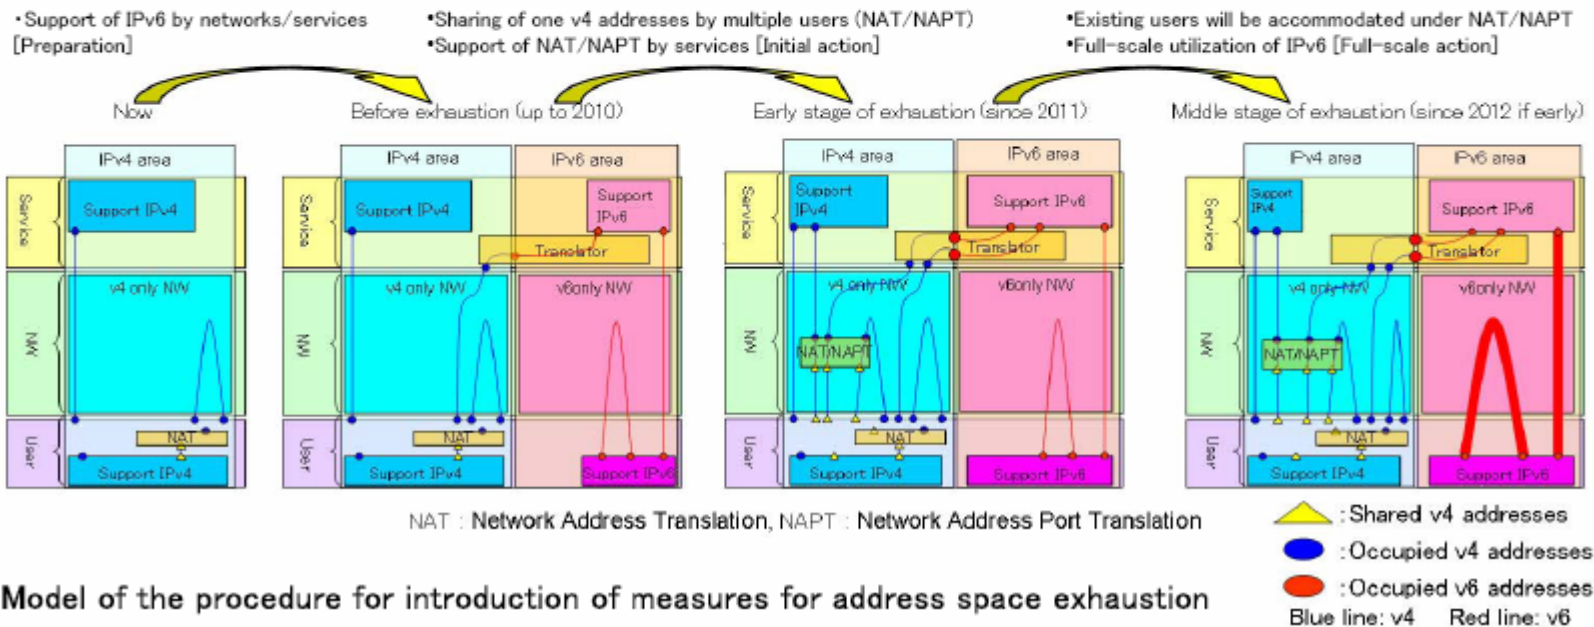 ・Support of IPv6 by networks/services
[Preparation]
•Sharing of one v4 addresses by multiple users (NAT/NAPT)
•Support of NAT/NAPT by services [Initial action]
•Existing users will be accommodated under NAT/NAPT
•Full-scale utilization of IPv6 [Full-scale action]
Now
Before exhaustion (up to 2010)
Early stage of exhaustion (since 2011)
Middle stage of exhaustion (since 2012 if early)
IPv4 area
Service
Support IPv4
NW
User
NAT
Support IPv4
IPv4 area
IPv6 area
Service
Support IPv4
Support
IPv6
Translator
NW
v4 only NW
v6only NW
User
NAT
Support IPv4
Support IPv6
IPv4 area
IPv6 area
Service
Support
IPv4
Support IPv6
Translator
NW
v4 only NW
v6only NW
NAT/NAPT
User
NAT
Support IPv4
Support IPv6
IPv4 area
IPv6 area
Service
Support
IPv4
Support IPv6
Translator
NW
v4 only NW
v6only NW
NAT/NAPT
User
NAT
Support IPv4
Support IPv6
NAT : Network Address Translation, NAPT : Network Address Port Translation
:Shared v4 addresses
:Occupied v4 addresses
:Occupied v6 addresses
Blue line: v4 Red line: v6
Model of the procedure for introduction of measures for address space exhaustion